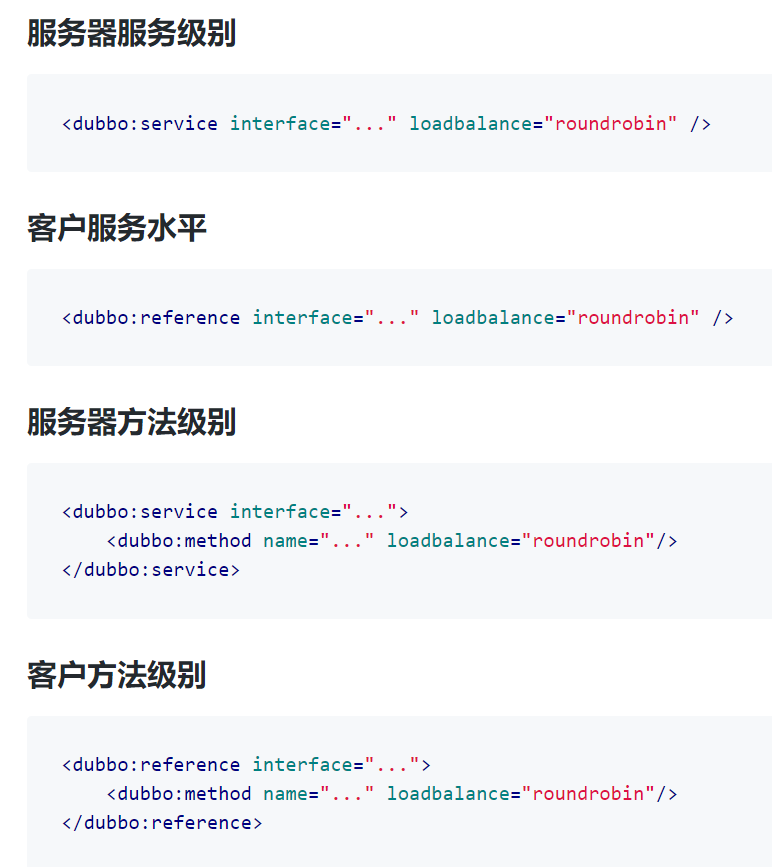 服务器服务级别
<dubbo:service interface="..." loadbalance="roundrobin" />
客户服务水平
<dubbo:reference interface="..." loadbalance="roundrobin" />
服务器方法级别
<dubbo:service interface="...">
    <dubbo:method name="..." loadbalance="roundrobin"/>
</dubbo:service>
客户方法级别
<dubbo:reference interface="...">
    <dubbo:method name="..." loadbalance="roundrobin"/>
</dubbo:reference>